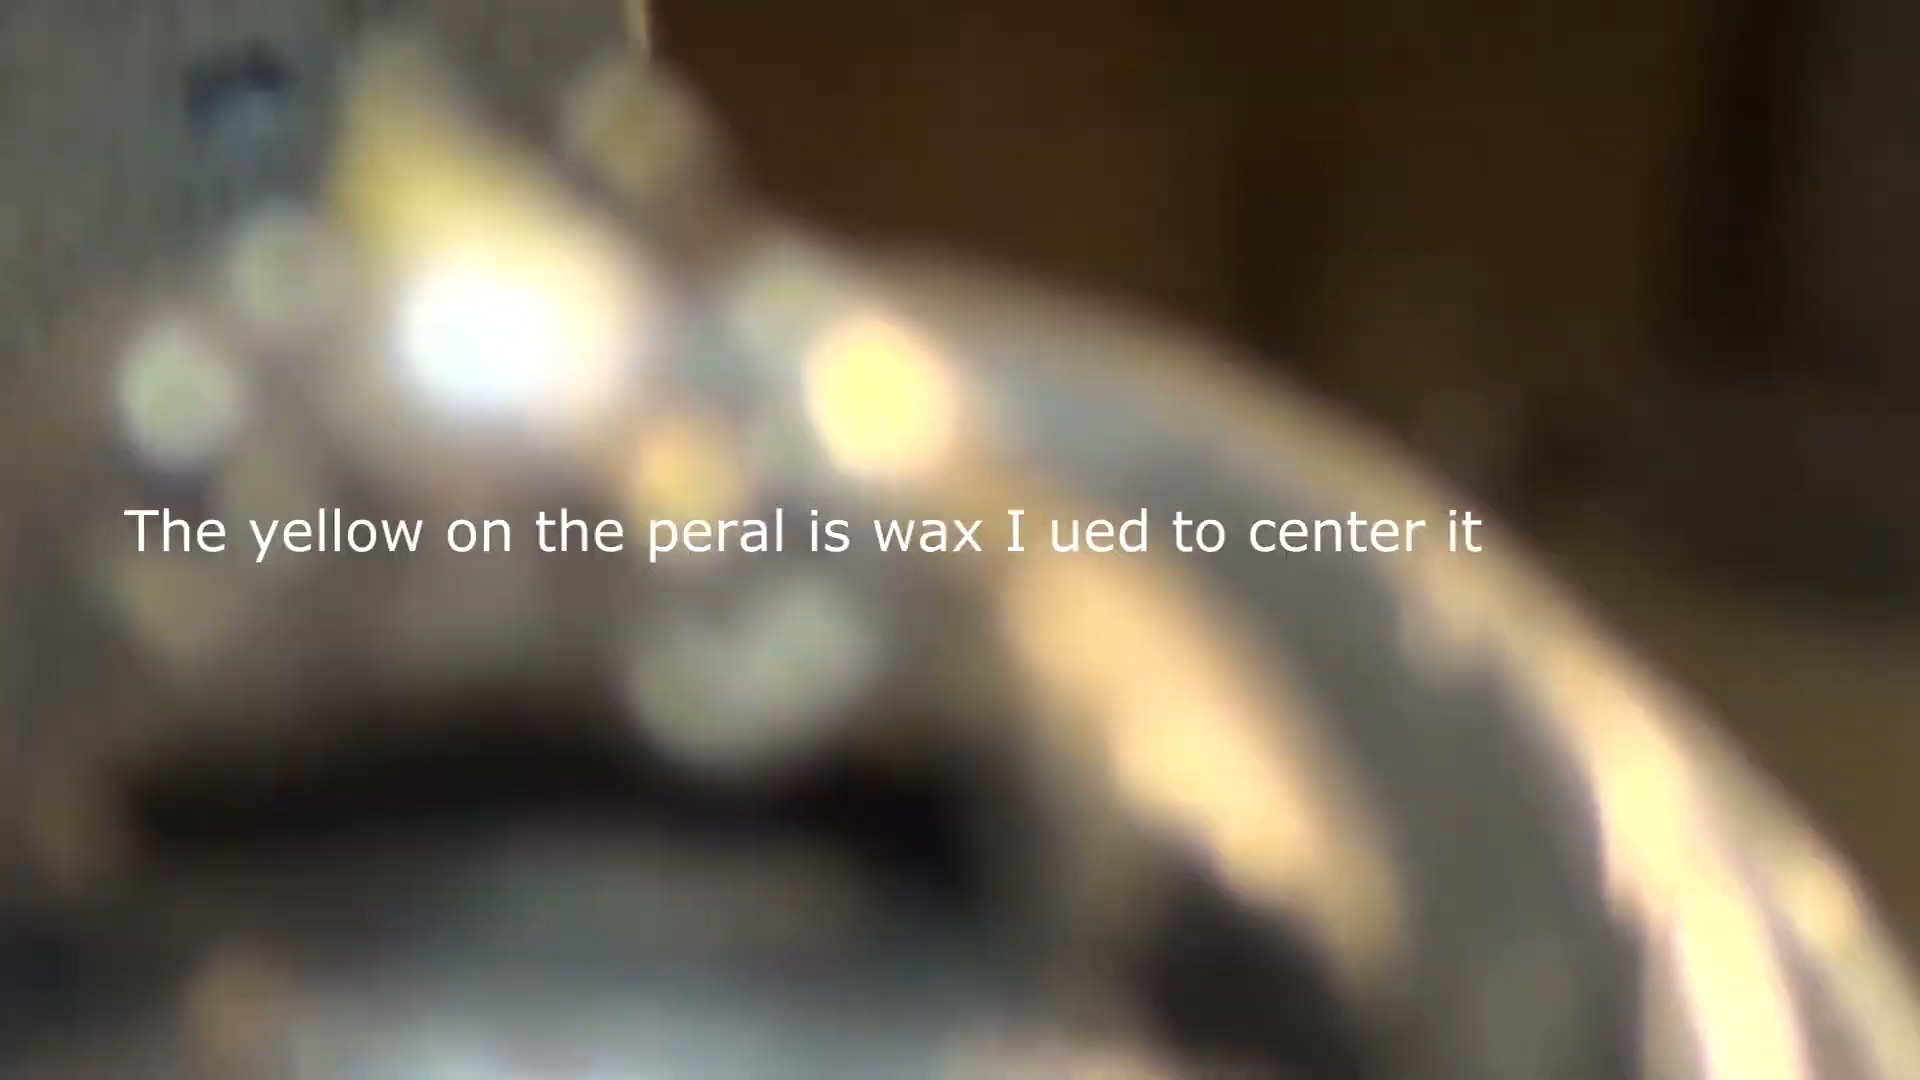 The yellow on the peral is wax I ued to center it